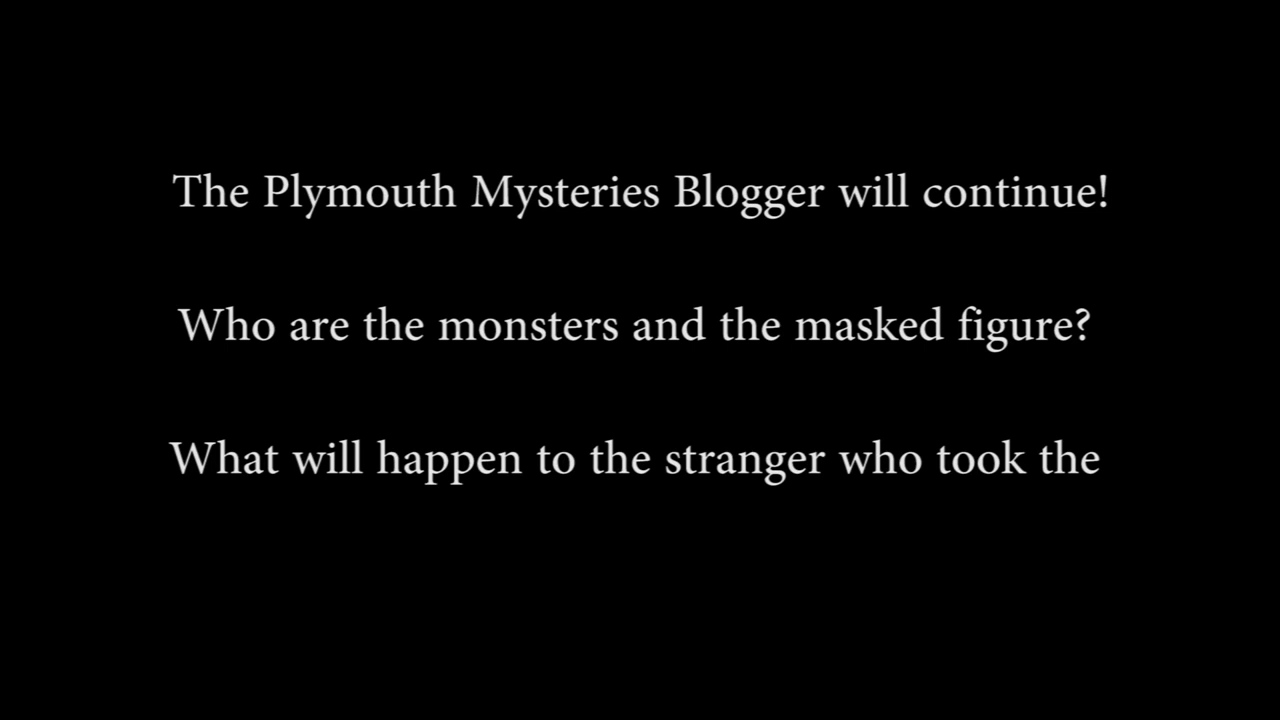 The Plymouth Mysteries Blogger will continue!
Who are the monsters and the masked figure?
What will happen to the stranger who took the